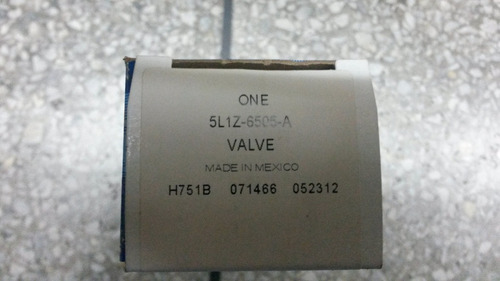 ONE
5L1Z-6505-A
VALVE
MADE IN MEXICO
H751B 071466 052312